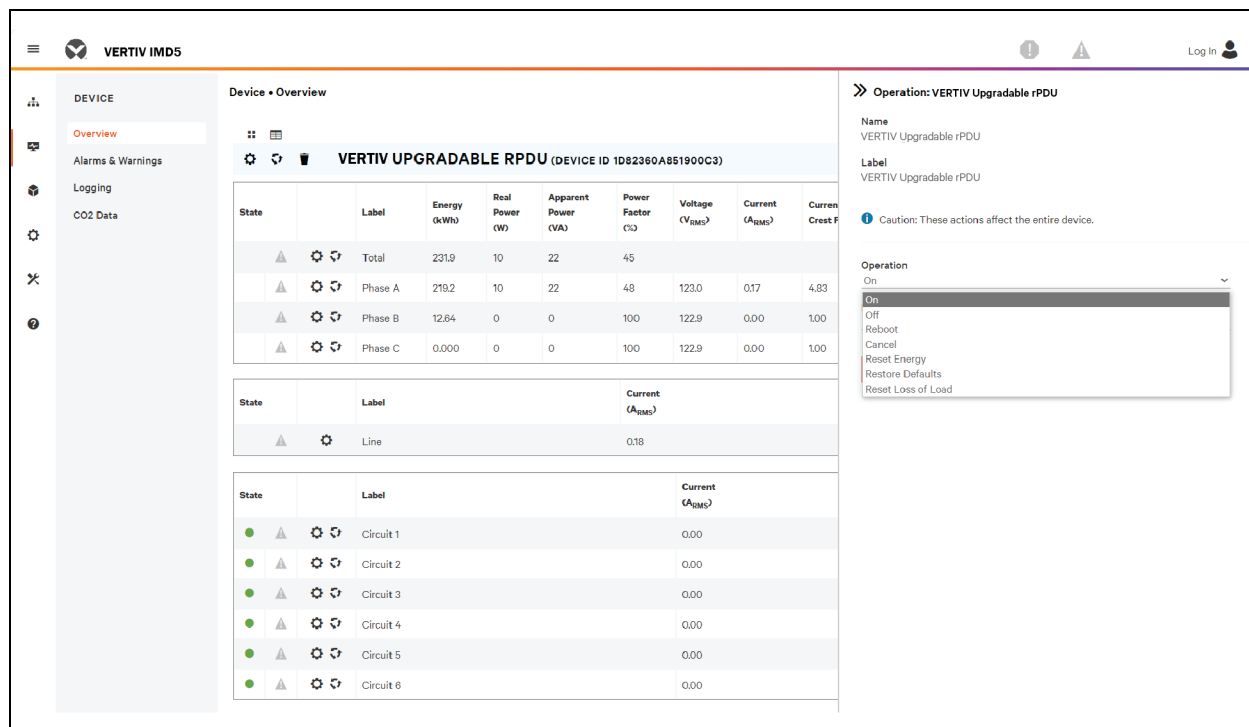 VERTIV IMD5
Log In
DEVICE
Overview
Alarms & Warnings
Logging
CO2 Data
Device • Overview
VERTIV UPGRADABLE RPDU (DEVICE ID 1D82360A851900C3)
State Label Energy (kWh) Real Power (W) Apparent Power (VA) Power Factor (%) Voltage (VRMS) Current (ARMS) Curren Crest F
Total 231.9 10 22 45
Phase A 219.2 10 22 48 123.0 0.17 4.83
Phase B 12.64 0 0 100 122.9 0.00 1.00
Phase C 0.000 0 0 100 122.9 0.00 1.00
State Label Current (ARMS)
Line 0.18
State Label Current (ARMS)
Circuit 1 0.00
Circuit 2 0.00
Circuit 3 0.00
Circuit 4 0.00
Circuit 5 0.00
Circuit 6 0.00
Operation: VERTIV Upgradable rPDU
Name
VERTIV Upgradable rPDU
Label
VERTIV Upgradable rPDU
Caution: These actions affect the entire device.
Operation
On
On
Off
Reboot
Cancel
Reset Energy
Restore Defaults
Reset Loss of Load